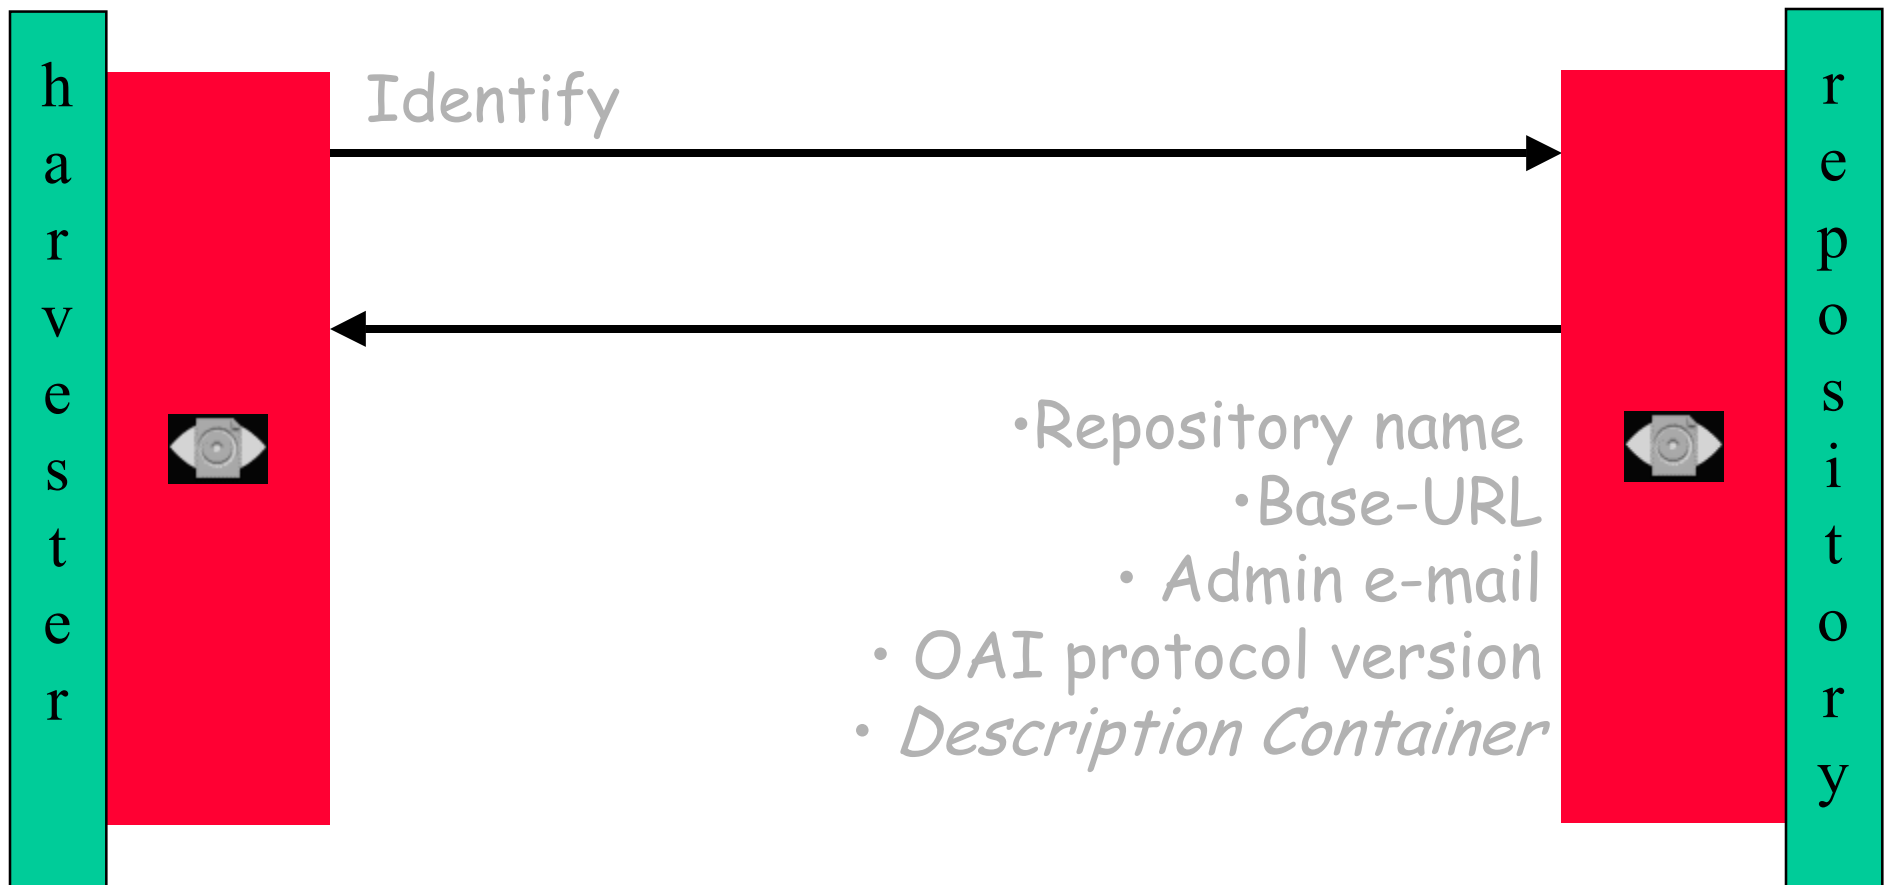 harvester
Identify
•Repository name
•Base-URL
• Admin e-mail
• OAI protocol version
• Description Container
repository